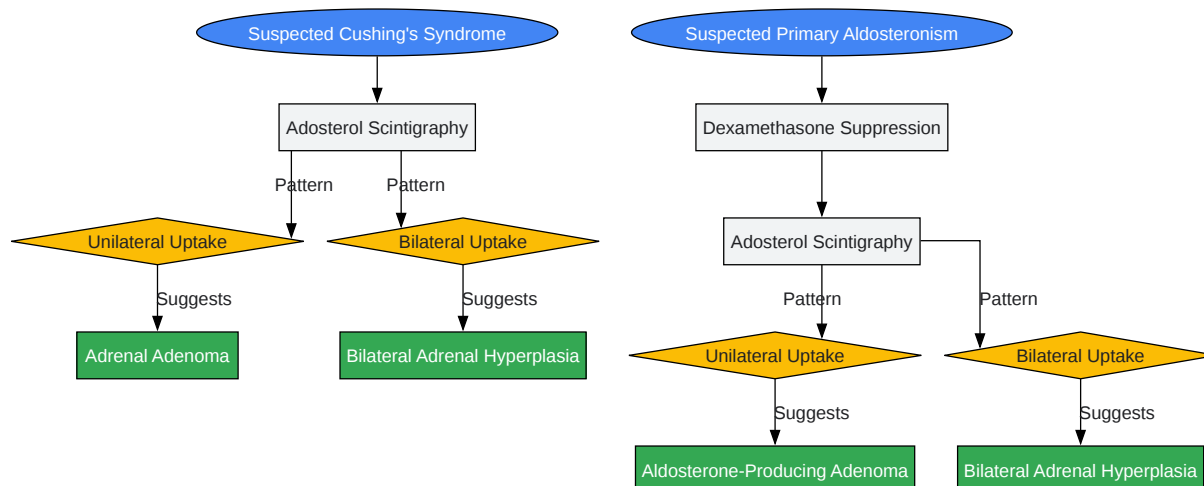 Suspected Cushing's Syndrome
Suspected Primary Aldosteronism
Adosterol Scintigraphy
Dexamethasone Suppression
Pattern
Pattern
Unilateral Uptake
Bilateral Uptake
Adosterol Scintigraphy
Suggests
Suggests
Pattern
Pattern
Adrenal Adenoma
Bilateral Adrenal Hyperplasia
Unilateral Uptake
Bilateral Uptake
Suggests
Suggests
Aldosterone-Producing Adenoma
Bilateral Adrenal Hyperplasia